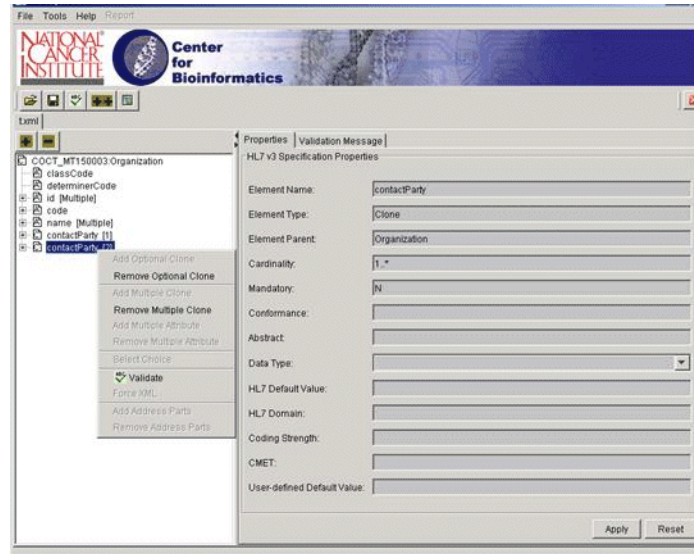 File Tools Help Report
NATIONAL
CANCER
INSTITUTE
Center
for
Bioinformatics
txml
Properties
Validation Message
COCT_MT150003:Organization
classCode
determinerCode
id [Multiple]
code
name [Multiple]
contactParty [1]
contactParty [2]
Add Optional Clone
Remove Optional Clone
Add Multiple Clone
Remove Multiple Clone
Add Multiple Attribute
Remove Multiple Attribute
Select Choice
Validate
Force XML
Add Address Parts
Remove Address Parts
HL7 v3 Specification Properties
Element Name: contactParty
Element Type: Clone
Element Parent: Organization
Cardinality: 1..*
Mandatory: N
Conformance:
Abstract:
Data Type:
HL7 Default Value:
HL7 Domain:
Coding Strength:
CMET:
User-defined Default Value:
Apply Reset